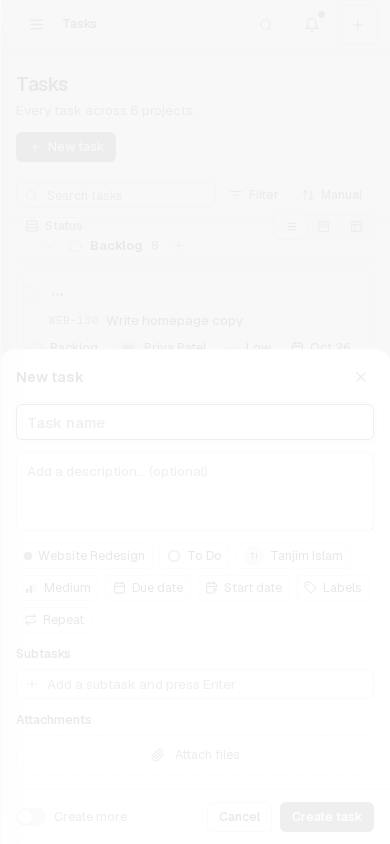 Tasks
Tasks
Every task across 6 projects
+ New task
Search tasks
Filter
Manual
Status
Backlog 8 +
...
WEB-130 Write homepage copy
Backlog Priya Patel Low Oct 26
New task
Task name
Add a description... (optional)
Website Redesign To Do TI Tanjim Islam
Medium Due date Start date Labels
Repeat
Subtasks
+ Add a subtask and press Enter
Attachments
Attach files
Create more Cancel Create task